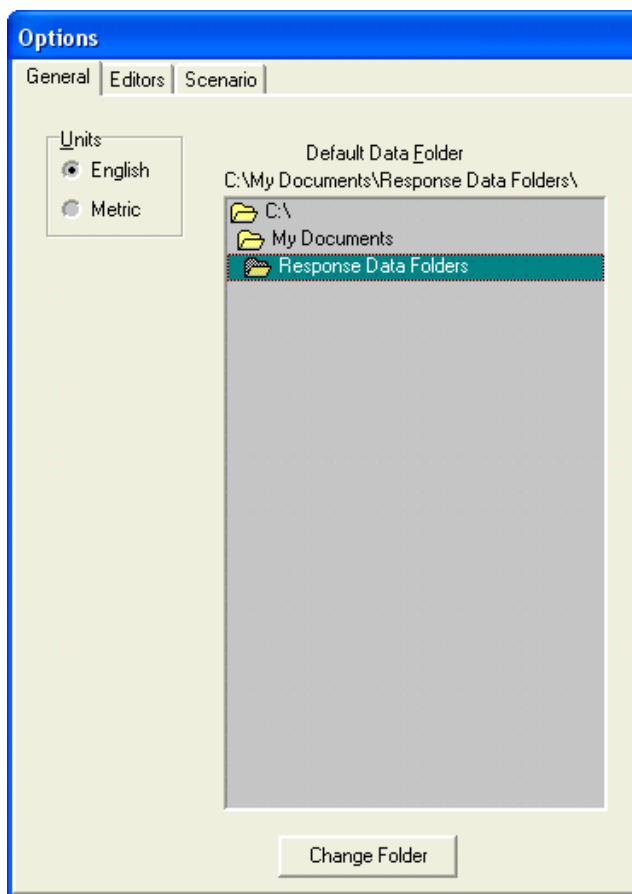 Options
General Editors Scenario
Units
English
Metric
Default Data Folder
C:\My Documents\Response Data Folders\
C:\
My Documents
Response Data Folders
Change Folder